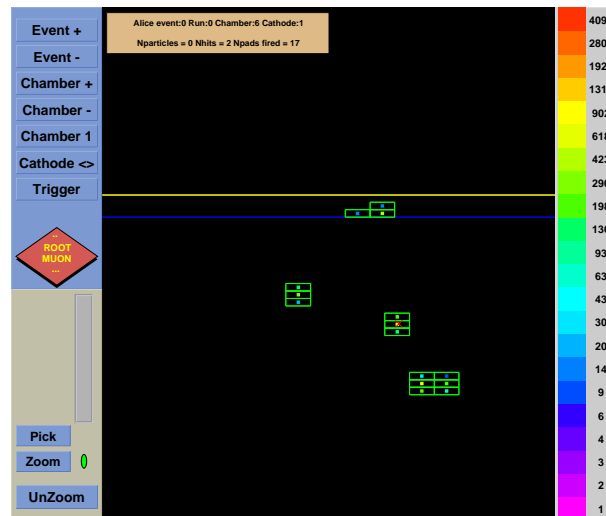 Event +
Event -
Chamber +
Chamber -
Chamber 1
Cathode <>
Trigger
..
ROOT
MUON
...
Pick
Zoom
UnZoom
Alice event:0 Run:0 Chamber:6 Cathode:1
Nparticles = 0 Nhits = 2 Npads fired = 17
409
280
192
131
902
618
423
290
198
136
93
63
43
30
20
14
9
6
4
3
2
1